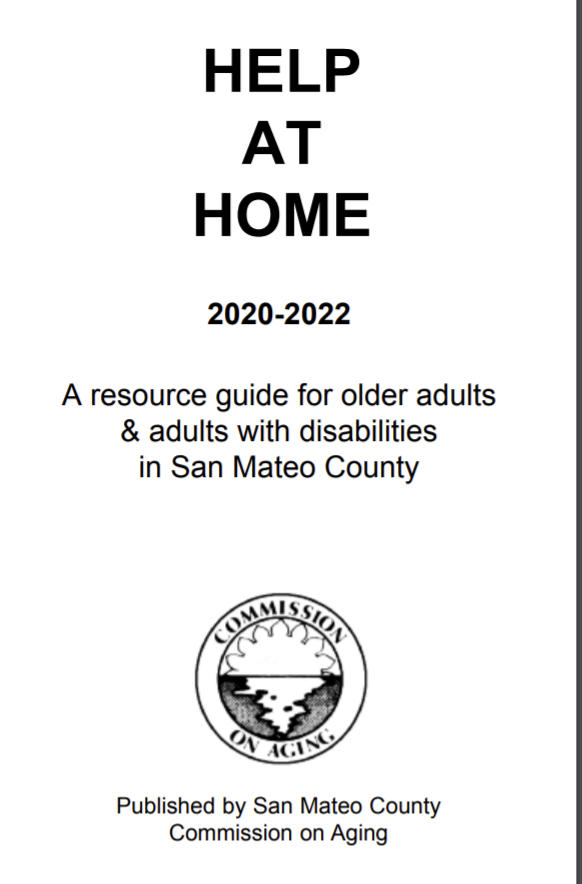 HELP
AT
HOME
2020-2022
A resource guide for older adults
& adults with disabilities
in San Mateo County
COMMISSION
ON AGING
Published by San Mateo County
Commission on Aging